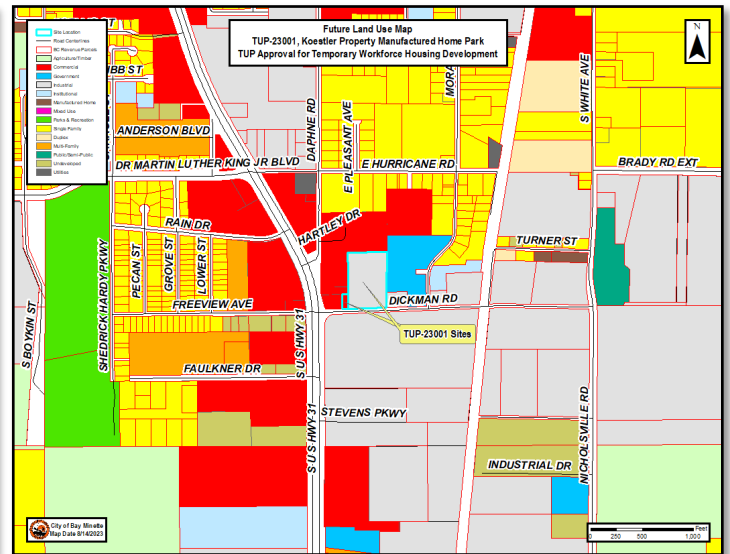 Future Land Use Map
TUP-23001, Koestler Property Manufactured Home Park
TUP Approval for Temporary Workforce Housing Development
Site Location
Road Centerlines
BC Revenue Parcels
Agriculture/Timber
Commercial
Government
Industrial
Institutional
Manufactured Home
Mixed Use
Parks & Recreation
Single Family
Duplex
Multi-Family
Public/Semi-Public
Undeveloped
Utilities
N
ANDERSON BLVD
DR MARTIN LUTHER KING JR BLVD
DAPHNE RD
E PLEASANT AVE
E HURRICANE RD
S WHITE AVE
BRADY RD EXT
RAIN DR
HARTLEY DR
TURNER ST
SHEDRICK HARDY PKWY
PECAN ST
GROVE ST
LOWER ST
FREEVIEW AVE
DICKMAN RD
S BOYKIN ST
S US HWY 31
TUP-23001 Sites
FAULKNER DR
STEVENS PKWY
S US HWY 31
NICHOLSVILLE RD
INDUSTRIAL DR
City of Bay Minette
Map Date 8/14/2023
Feet
0 250 500 1,000